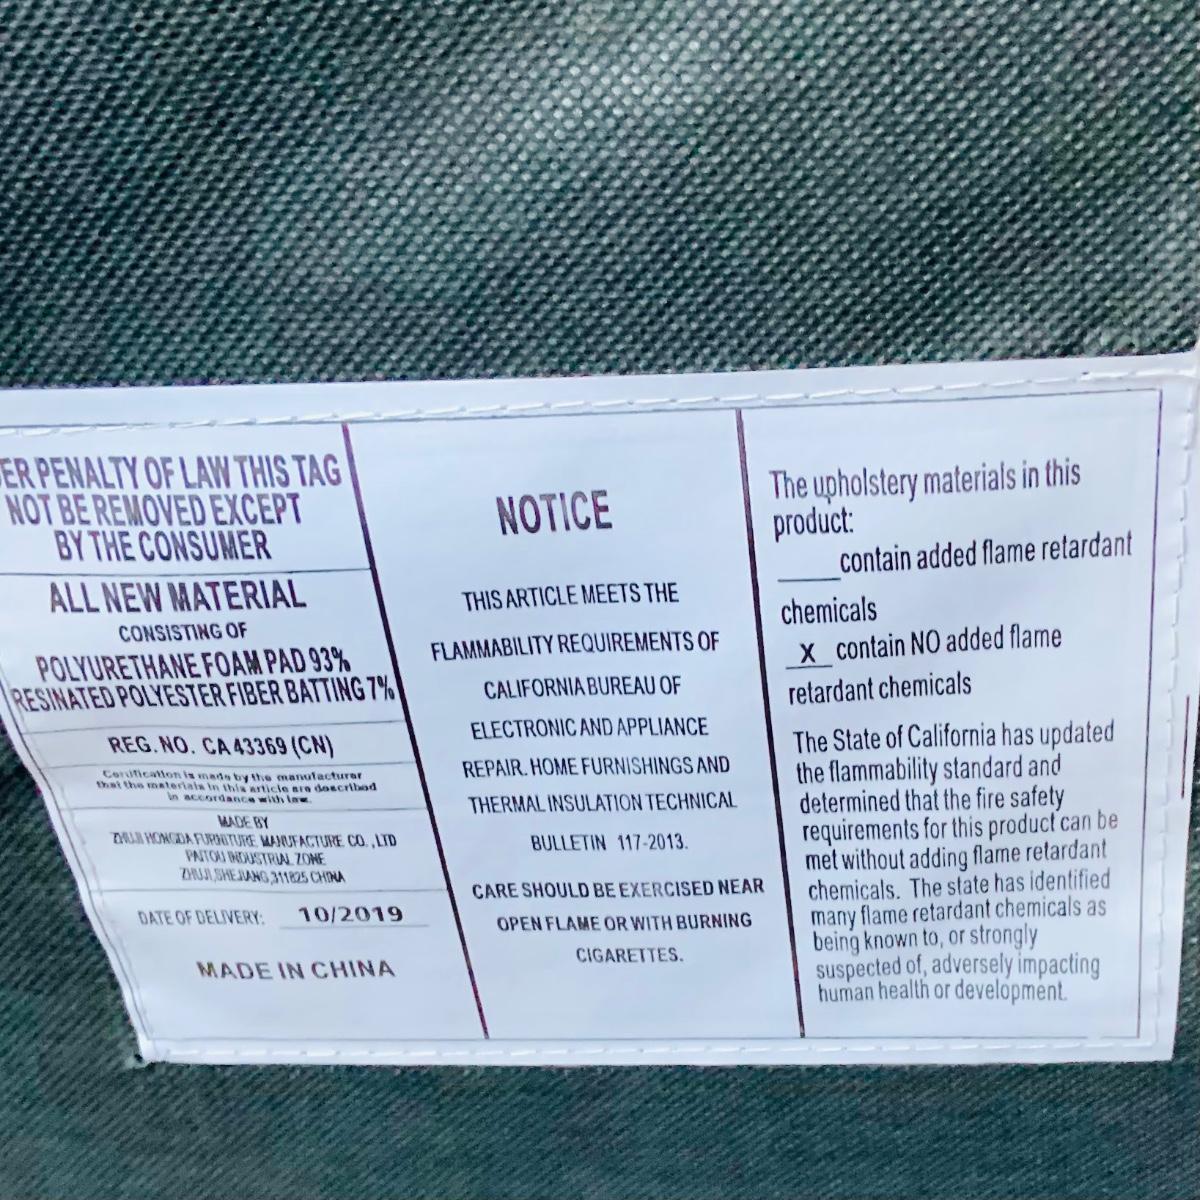 ER PENALTY OF LAW THIS TAG
NOT BE REMOVED EXCEPT
BY THE CONSUMER
ALL NEW MATERIAL
CONSISTING OF
POLYURETHANE FOAM PAD 93%
RESINATED POLYESTER FIBER BATTING 7%
REG. NO. CA 43369 (CN)
Certification is made by the manufacturer
that the materials in this article are described
in accordance with law.
MADE BY
ZHUJI HONGDA FURNITURE MANUFACTURE CO. ,LTD
PAITOU INDUSTRIAL ZONE
ZHUJI,SHEJIANG,311825 CHINA
DATE OF DELIVERY: 10/2019
MADE IN CHINA
NOTICE
THIS ARTICLE MEETS THE
FLAMMABILITY REQUIREMENTS OF
CALIFORNIA BUREAU OF
ELECTRONIC AND APPLIANCE
REPAIR. HOME FURNISHINGS AND
THERMAL INSULATION TECHNICAL
BULLETIN 117-2013.
CARE SHOULD BE EXERCISED NEAR
OPEN FLAME OR WITH BURNING
CIGARETTES.
The upholstery materials in this
product:
_____contain added flame retardant
chemicals
__X__ contain NO added flame
retardant chemicals
The State of California has updated
the flammability standard and
determined that the fire safety
requirements for this product can be
met without adding flame retardant
chemicals. The state has identified
many flame retardant chemicals as
being known to, or strongly
suspected of, adversely impacting
human health or development.